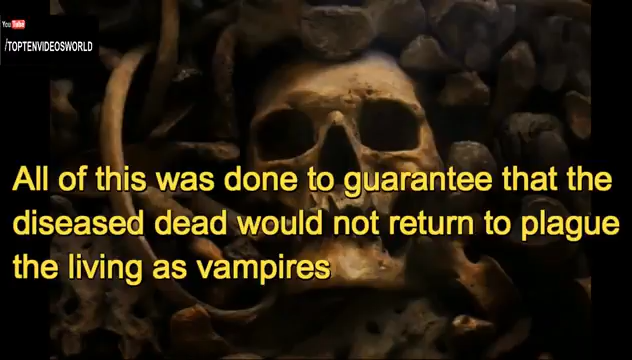 You Tube
/TOPTENVIDEOSWORLD
All of this was done to guarantee that the
diseased dead would not return to plague
the living as vampires